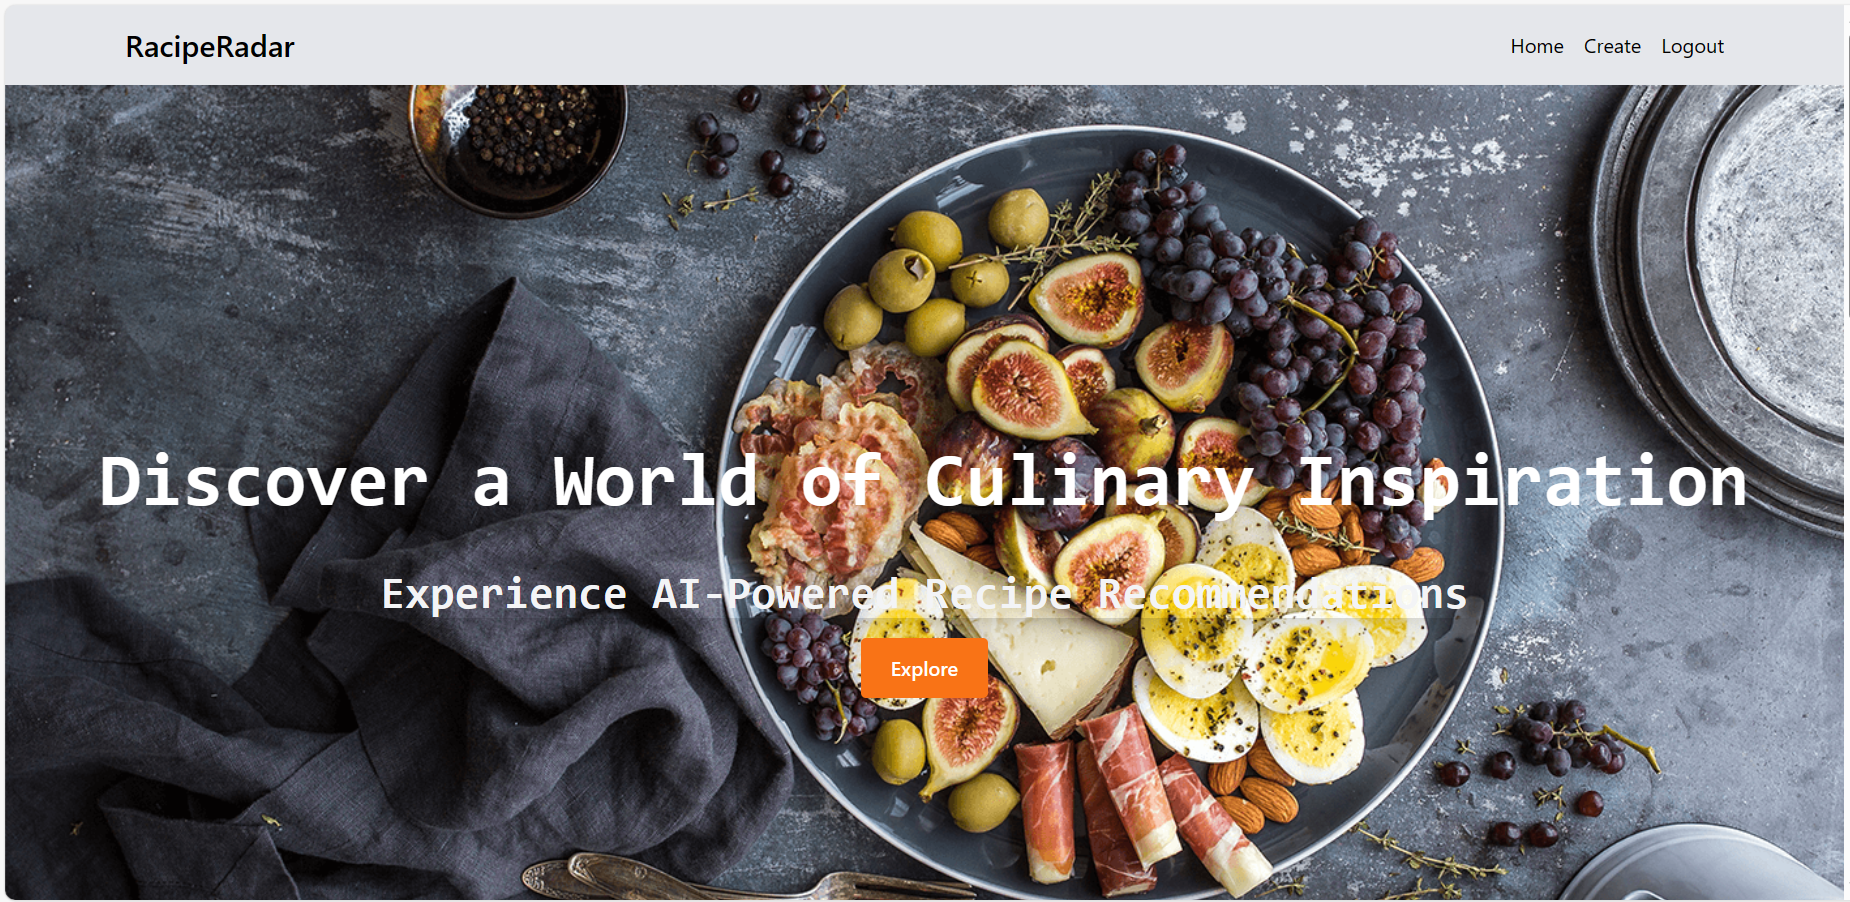 RacipeRadar
Home Create Logout
Discover a World of Culinary Inspiration
Experience AI-Powered Recipe Recommendations
Explore